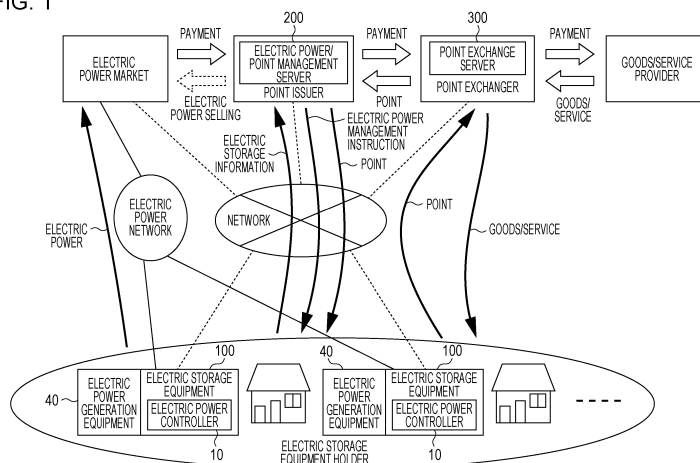 FIG. 1
200
300
PAYMENT
PAYMENT
PAYMENT
ELECTRIC
POWER MARKET
ELECTRIC POWER/
POINT MANAGEMENT
SERVER
POINT ISSUER
POINT EXCHANGE
SERVER
POINT EXCHANGER
GOODS/SERVICE
PROVIDER
ELECTRIC
POWER SELLING
POINT
GOODS/
SERVICE
ELECTRIC
STORAGE
INFORMATION
ELECTRIC POWER
MANAGEMENT
INSTRUCTION
POINT
ELECTRIC
POWER
ELECTRIC
POWER
NETWORK
NETWORK
POINT
GOODS/SERVICE
100
40
100
40
ELECTRIC
POWER
GENERATION
EQUIPMENT
ELECTRIC STORAGE
EQUIPMENT
ELECTRIC POWER
CONTROLLER
10
ELECTRIC
POWER
GENERATION
EQUIPMENT
ELECTRIC STORAGE
EQUIPMENT
ELECTRIC POWER
CONTROLLER
10
ELECTRIC STORAGE
EQUIPMENT HOLDER